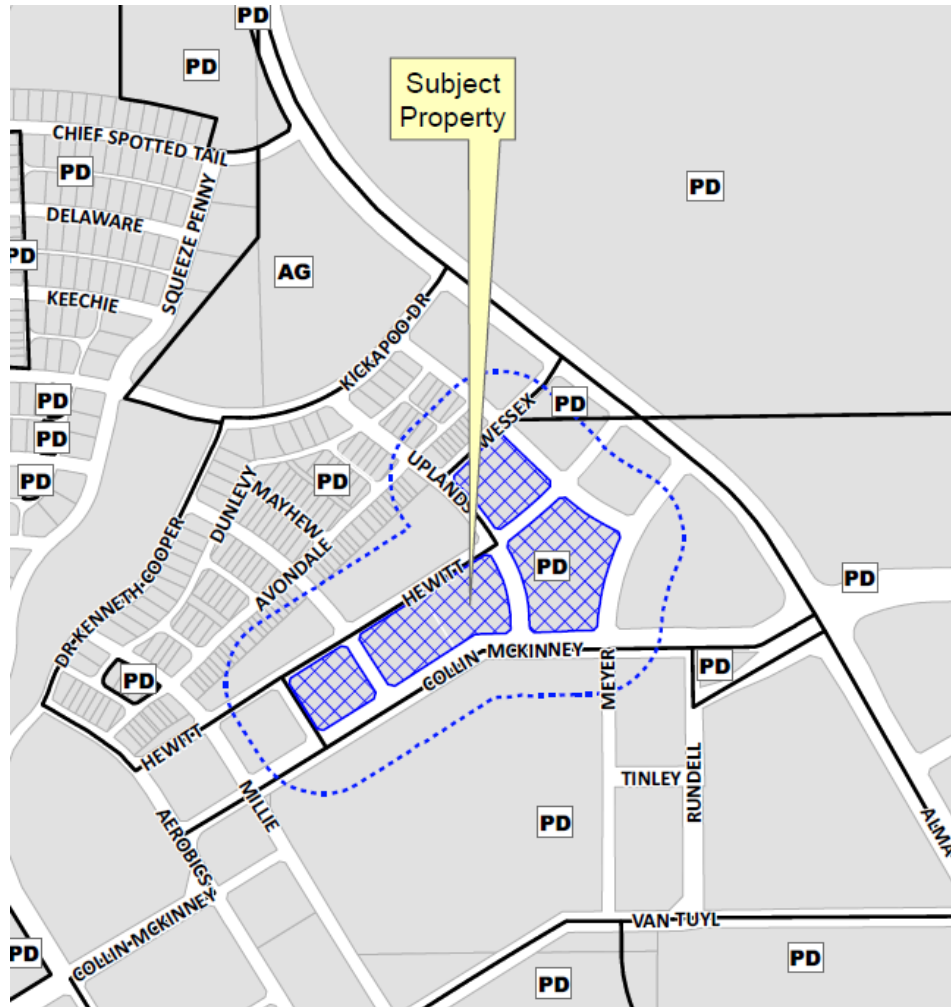 PD
PD
Subject
Property
CHIEF SPOTTED TAIL
PD
PD
DELAWARE
SQUEEZE PENNY
PD
AG
KEECHIE
KICKAPOO DR
PD
PD
WESSEX
PD
UPLANDS
PD
PD
DUNLEVY
MAYHEW
AVONDALE
HEWITT
PD
PD
DR KENNETH COOPER
COLLIN MCKINNEY
MEYER
PD
PD
HEWITT
MILLIE
TINLEY
RUNDELL
AEROBICS
PD
ALMA
COLLIN MCKINNEY
VAN TUYL
PD
PD
PD